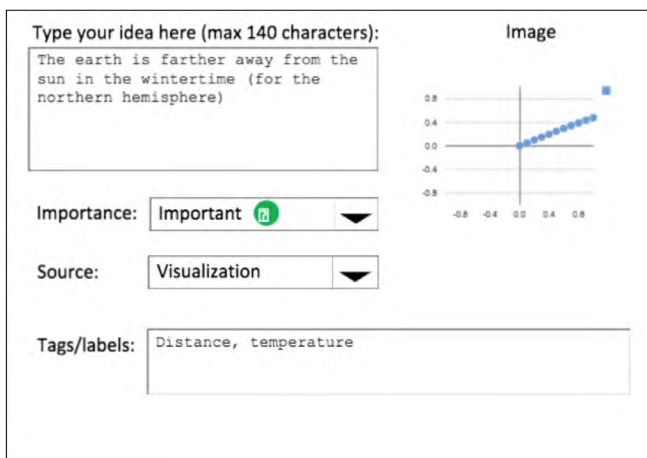 Type your idea here (max 140 characters):
Image
The earth is farther away from the
sun in the wintertime (for the
northern hemisphere)
0.8
0.4
0.0
-0.4
-0.8
-0.8 -0.4 0.0 0.4 0.8
Importance: Important
Source: Visualization
Tags/labels: Distance, temperature